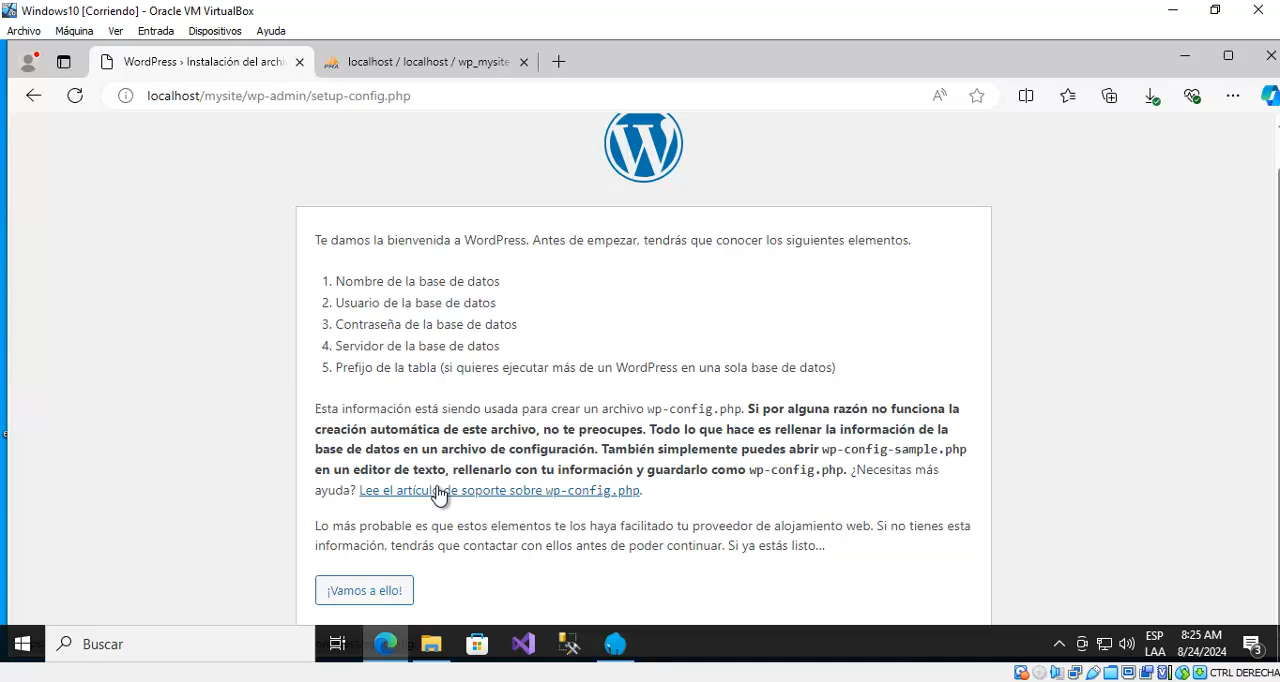 Windows10 [Corriendo] - Oracle VM VirtualBox
Archivo Máquina Ver Entrada Dispositivos Ayuda
WordPress › Instalación del archi
PMA localhost / localhost / wp_mysite
localhost/mysite/wp-admin/setup-config.php
Te damos la bienvenida a WordPress. Antes de empezar, tendrás que conocer los siguientes elementos.
1. Nombre de la base de datos
2. Usuario de la base de datos
3. Contraseña de la base de datos
4. Servidor de la base de datos
5. Prefijo de la tabla (si quieres ejecutar más de un WordPress en una sola base de datos)
Esta información está siendo usada para crear un archivo wp-config.php. Si por alguna razón no funciona la
creación automática de este archivo, no te preocupes. Todo lo que hace es rellenar la información de la
base de datos en un archivo de configuración. También simplemente puedes abrir wp-config-sample.php
en un editor de texto, rellenarlo con tu información y guardarlo como wp-config.php. ¿Necesitas más
ayuda? Lee el artículo de soporte sobre wp-config.php.
Lo más probable es que estos elementos te los haya facilitado tu proveedor de alojamiento web. Si no tienes esta
información, tendrás que contactar con ellos antes de poder continuar. Si ya estás listo...
¡Vamos a ello!
Buscar
ESP
LAA
8:25 AM
8/24/2024
3
CTRL DERECHA